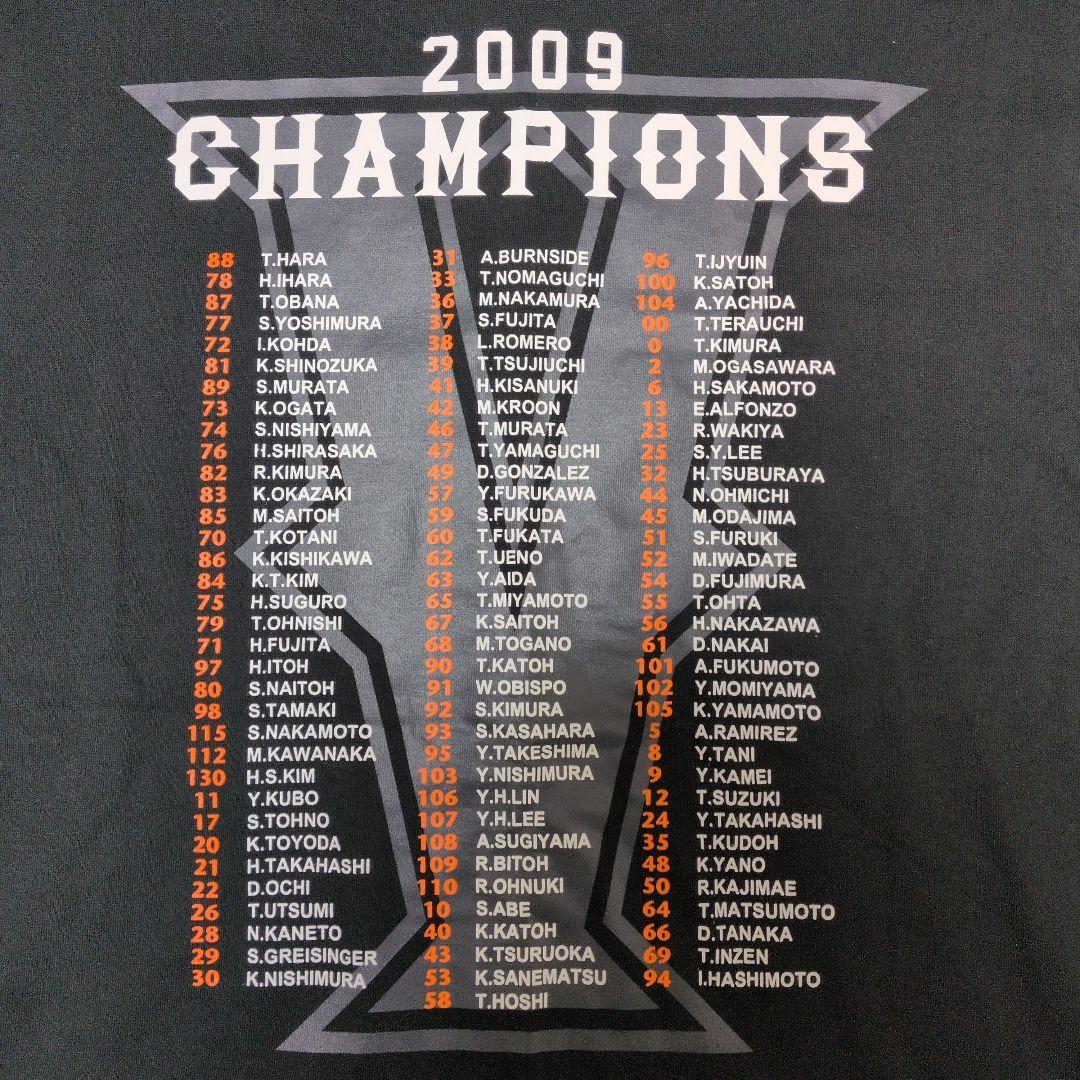 2009
CHAMPIONS
88 T.HARA
78 H.IHARA
87 T.OBANA
77 S.YOSHIMURA
72 I.KOHDA
81 K.SHINOZUKA
89 S.MURATA
73 K.OGATA
74 S.NISHIYAMA
76 H.SHIRASAKA
82 R.KIMURA
83 K.OKAZAKI
85 M.SAITOH
70 T.KOTANI
86 K.KISHIKAWA
84 K.T.KIM
75 H.SUGURO
79 T.OHNISHI
71 H.FUJITA
97 H.ITOH
80 S.NAITOH
98 S.TAMAKI
115 S.NAKAMOTO
112 M.KAWANAKA
130 H.S.KIM
11 Y.KUBO
17 S.TOHNO
20 K.TOYODA
21 H.TAKAHASHI
22 D.OCHI
26 T.UTSUMI
28 N.KANETO
29 S.GREISINGER
30 K.NISHIMURA
31 A.BURNSIDE
33 T.NOMAGUCHI
36 M.NAKAMURA
37 S.FUJITA
38 L.ROMERO
39 T.TSUJIUCHI
41 H.KISANUKI
42 M.KROON
46 T.MURATA
47 T.YAMAGUCHI
49 D.GONZALEZ
57 Y.FURUKAWA
59 S.FUKUDA
60 T.FUKATA
62 T.UENO
63 Y.AIDA
65 T.MIYAMOTO
67 K.SAITOH
68 M.TOGANO
90 T.KATOH
91 W.OBISPO
92 S.KIMURA
93 S.KASAHARA
95 Y.TAKESHIMA
103 Y.NISHIMURA
106 Y.H.LIN
107 Y.H.LEE
108 A.SUGIYAMA
109 R.BITOH
110 R.OHNUKI
10 S.ABE
40 K.KATOH
43 K.TSURUOKA
53 K.SANEMATSU
58 T.HOSHI
96 T.IJYUIN
100 K.SATOH
104 A.YACHIDA
00 T.TERAUCHI
0 T.KIMURA
2 M.OGASAWARA
6 H.SAKAMOTO
13 E.ALFONZO
23 R.WAKIYA
25 S.Y.LEE
32 H.TSUBURAYA
44 N.OHMICHI
45 M.ODAJIMA
51 S.FURUKI
52 M.IWADATE
54 D.FUJIMURA
55 T.OHTA
56 H.NAKAZAWA
61 D.NAKAI
101 A.FUKUMOTO
102 Y.MOMIYAMA
105 K.YAMAMOTO
5 A.RAMIREZ
8 Y.TANI
9 Y.KAMEI
12 T.SUZUKI
24 Y.TAKAHASHI
35 T.KUDOH
48 K.YANO
50 R.KAJIMAE
64 T.MATSUMOTO
66 D.TANAKA
69 T.INZEN
94 I.HASHIMOTO